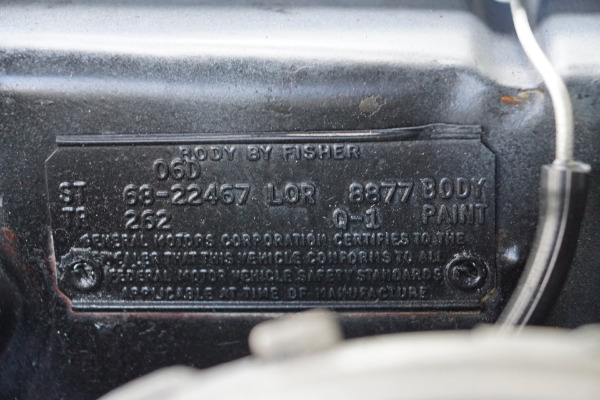 BODY BY FISHER
06D
ST 68-22467 LOR 8877 BODY
TR 262 Q-1 PAINT
GENERAL MOTORS CORPORATION CERTIFIES TO THE
DEALER THAT THIS VEHICLE CONFORMS TO ALL
FEDERAL MOTOR VEHICLE SAFETY STANDARDS
APPLICABLE AT TIME OF MANUFACTURE